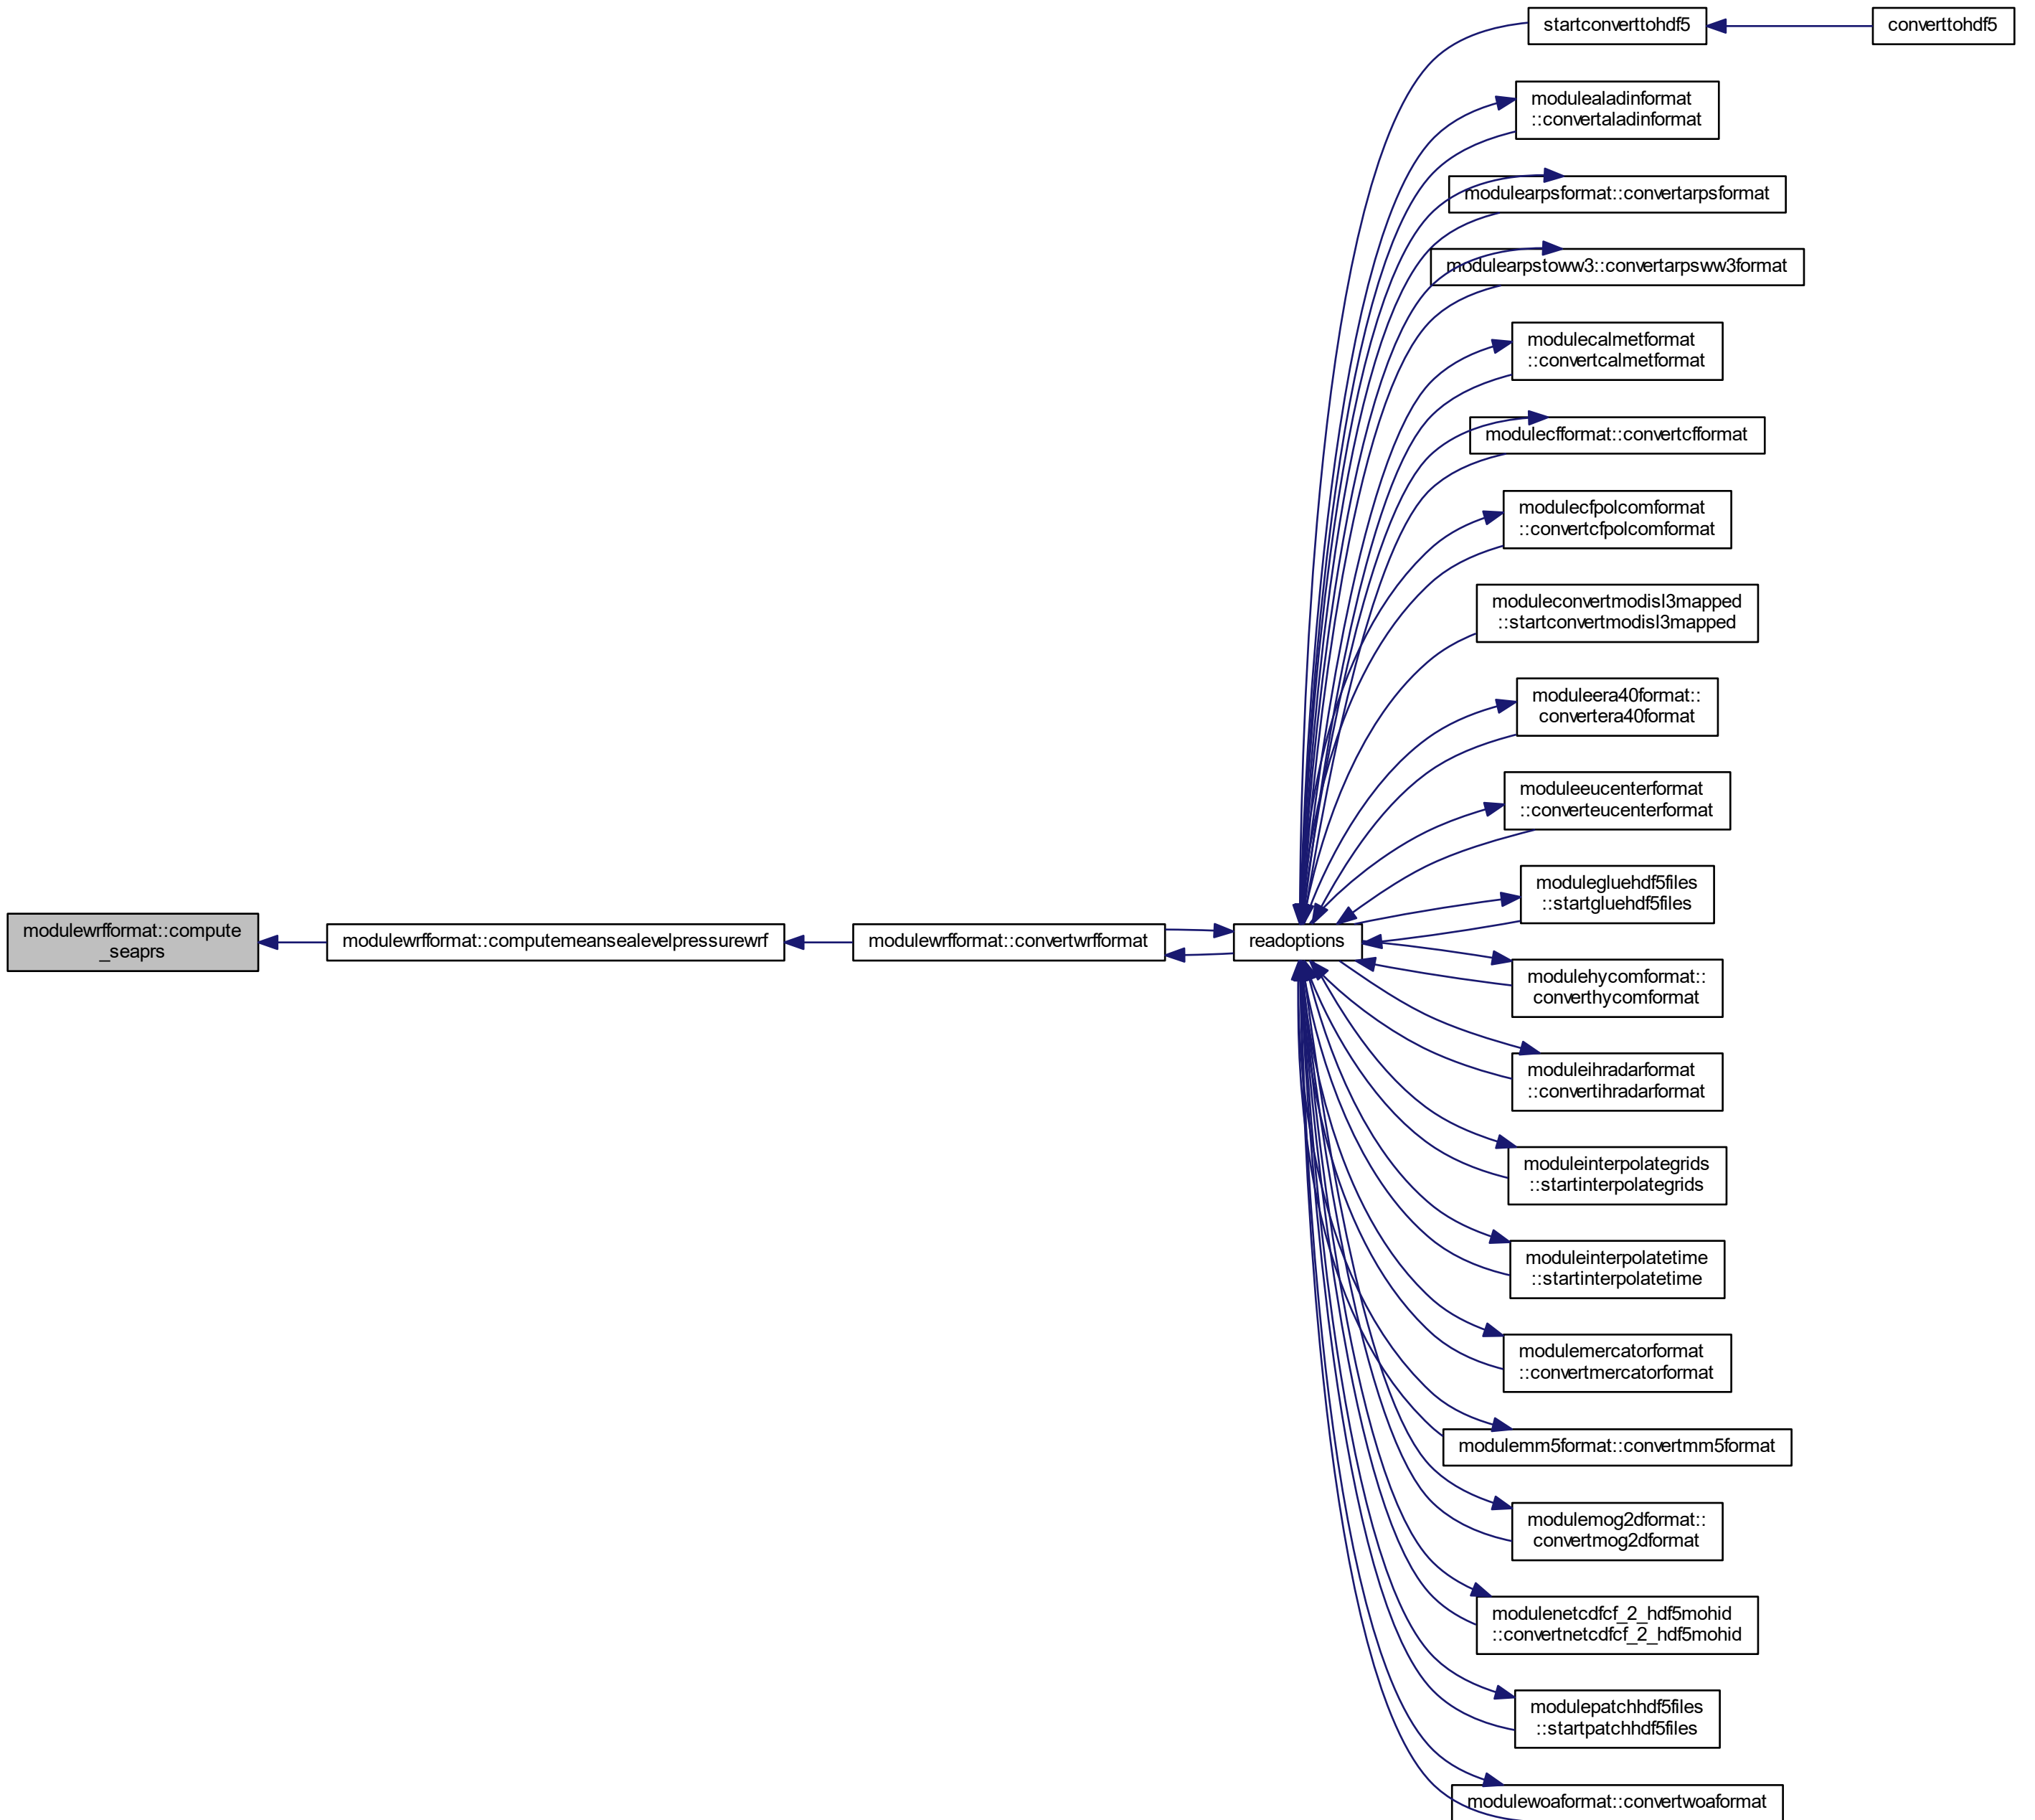 startconverttohdf5
converttohdf5
modulealadinformat
::convertaladinformat
modulearpsformat::convertarpsformat
modulearpstoww3::convertarpsww3format
modulecalmetformat
::convertcalmetformat
modulecfformat::convertcfformat
modulecfpolcomformat
::convertcfpolcomformat
moduleconvertmodisl3mapped
::startconvertmodisl3mapped
moduleera40format::
convertera40format
moduleeucenterformat
::converteucenterformat
modulegluehdf5files
::startgluehdf5files
modulewrfformat::compute
_seaprs
modulewrfformat::computemeansealevelpressurewrf
modulewrfformat::convertwrfformat
readoptions
modulehycomformat::
converthycomformat
moduleihradarformat
::convertihradarformat
moduleinterpolategrids
::startinterpolategrids
moduleinterpolatetime
::startinterpolatetime
modulemercatorformat
::convertmercatorformat
modulemm5format::convertmm5format
modulemog2dformat::
convertmog2dformat
modulenetcdfcf_2_hdf5mohid
::convertnetcdfcf_2_hdf5mohid
modulepatchhdf5files
::startpatchhdf5files
modulewoaformat::convertwoaformat